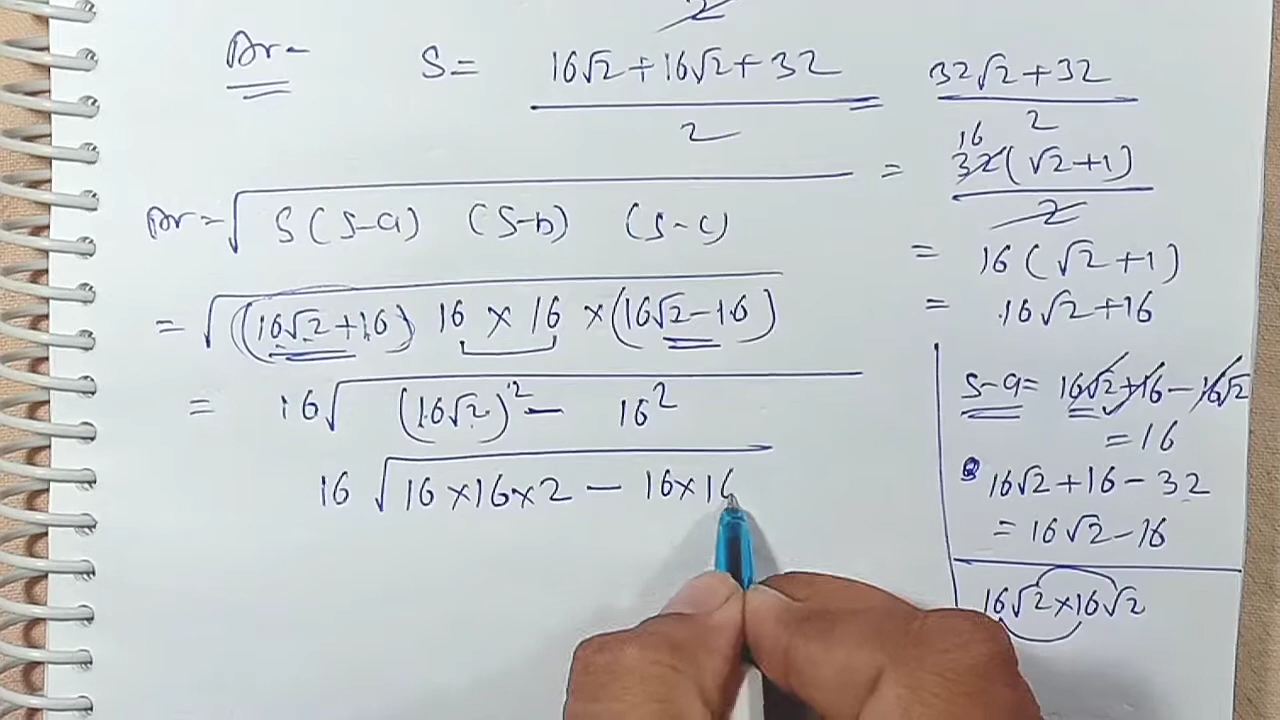 2
Ar-
S= 16√2+16√2+32 / 2 = 32√2+32 / 2
= 16 32(√2+1) / 2
Ar=√S(S-a) (S-b) (S-c)
= 16(√2+1)
= √(16√2+16) 16 × 16 ×(16√2-16)
= 16√2+16
= 16√(16√2)² - 16²
S-a= 16√2+16-16√2
= 16
16 √16×16×2 - 16×16
16√2+16-32
= 16√2-16
16√2×16√2